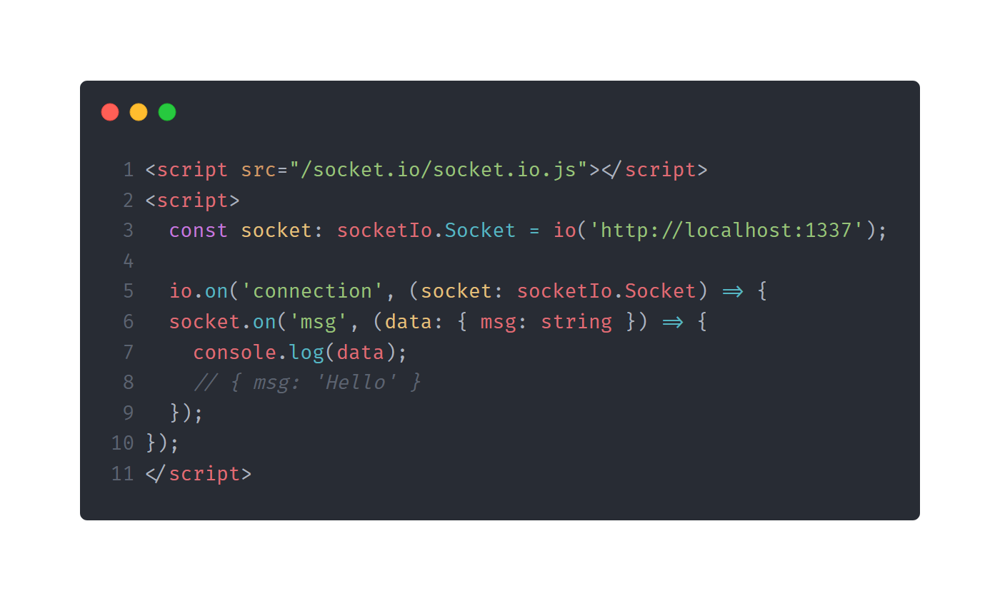 1 <script src="/socket.io/socket.io.js"></script>
2 <script>
3   const socket: socketIo.Socket = io('http://localhost:1337');
4
5   io.on('connection', (socket: socketIo.Socket) => {
6   socket.on('msg', (data: { msg: string }) => {
7     console.log(data);
8     // { msg: 'Hello' }
9   });
10 });
11 </script>